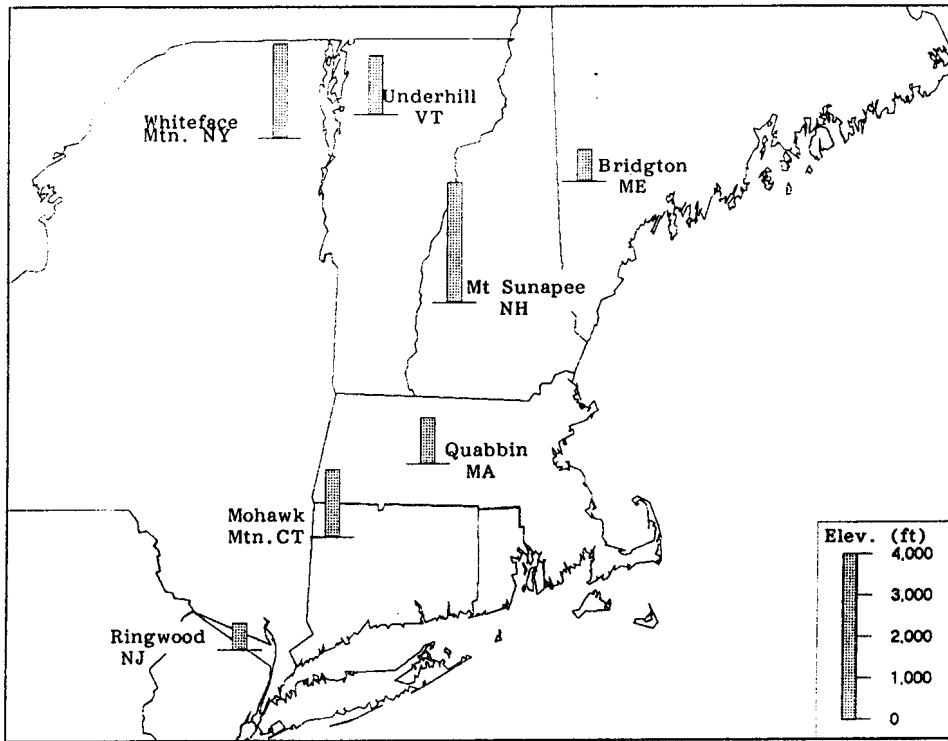 Underhill
VT
Whiteface
Mtn. NY
Bridgton
ME
Mt Sunapee
NH
Quabbin
MA
Mohawk
Mtn.CT
Elev. (ft)
4,000
3,000
2,000
1,000
0
Ringwood
NJ